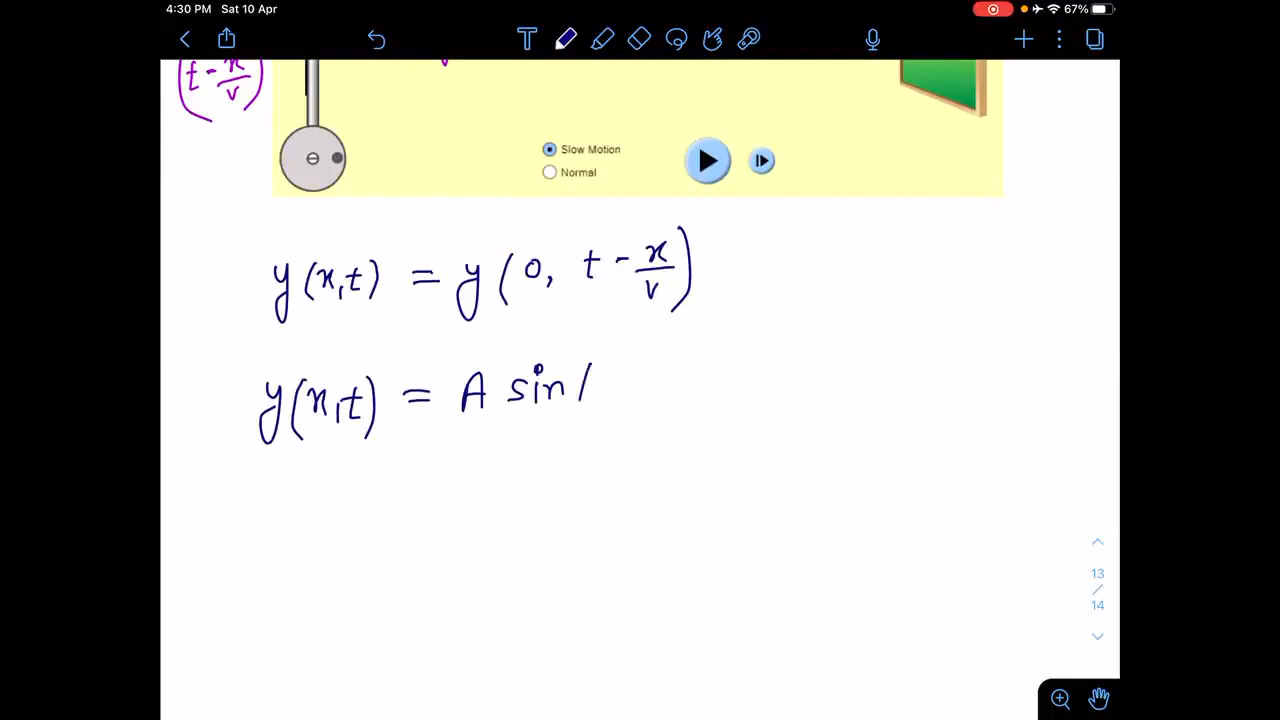 4:30 PM Sat 10 Apr 67%
(t - x/v)
Slow Motion
Normal
y(x,t) = y(0, t - x/v)
y(x,t) = A sin(
13
/
14